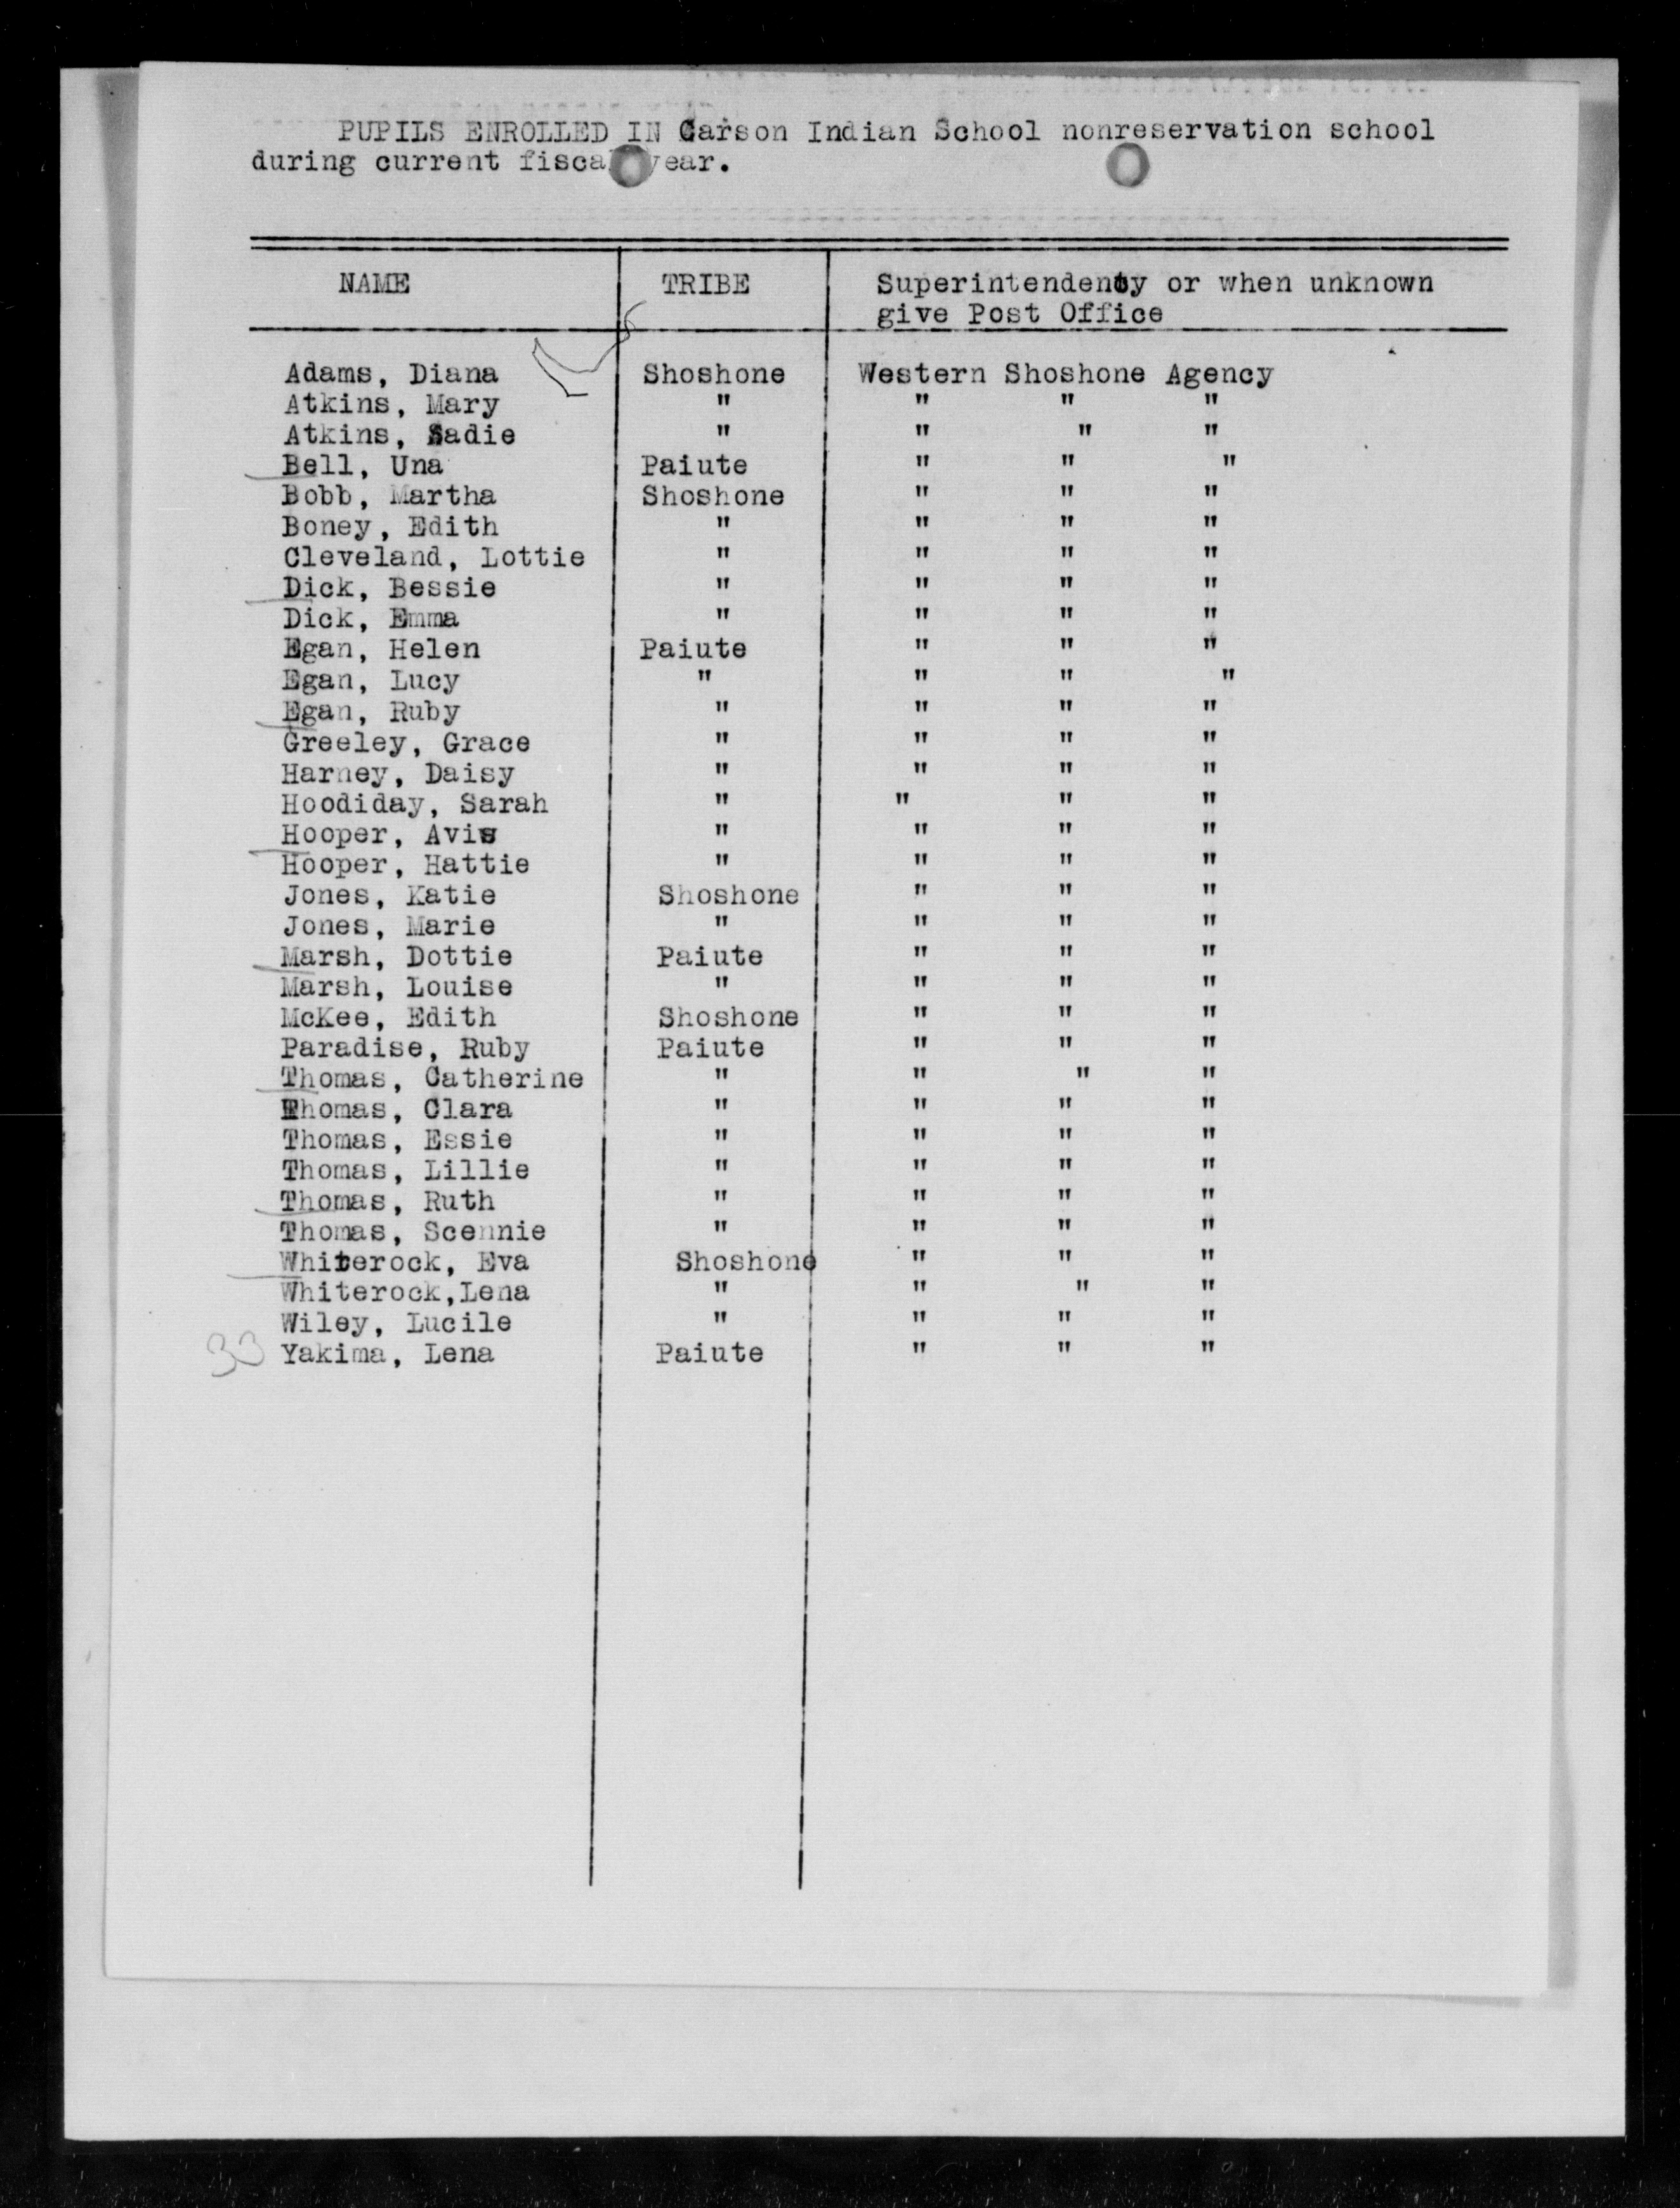 PUPILS ENROLLED IN Carson Indian School nonreservation school
during current fiscal year.
NAME TRIBE Superintendenty or when unknown
give Post Office
Adams, Diana Shoshone Western Shoshone Agency
Atkins, Mary " " " "
Atkins, Sadie " " " "
Bell, Una Paiute " " "
Bobb, Martha Shoshone " " "
Boney, Edith " " " "
Cleveland, Lottie " " " "
Dick, Bessie " " " "
Dick, Emma " " " "
Egan, Helen Paiute " " "
Egan, Lucy " " " "
Egan, Ruby " " " "
Greeley, Grace " " " "
Harney, Daisy " " " "
Hoodiday, Sarah " " " "
Hooper, Avis " " " "
Hooper, Hattie " " " "
Jones, Katie Shoshone " " "
Jones, Marie " " " "
Marsh, Dottie Paiute " " "
Marsh, Louise " " " "
McKee, Edith Shoshone " " "
Paradise, Ruby Paiute " " "
Thomas, Catherine " " " "
Thomas, Clara " " " "
Thomas, Essie " " " "
Thomas, Lillie " " " "
Thomas, Ruth " " " "
Thomas, Scennie " " " "
Whiterock, Eva Shoshone " " "
Whiterock,Lena " " " "
Wiley, Lucile " " " "
33 Yakima, Lena Paiute " " "